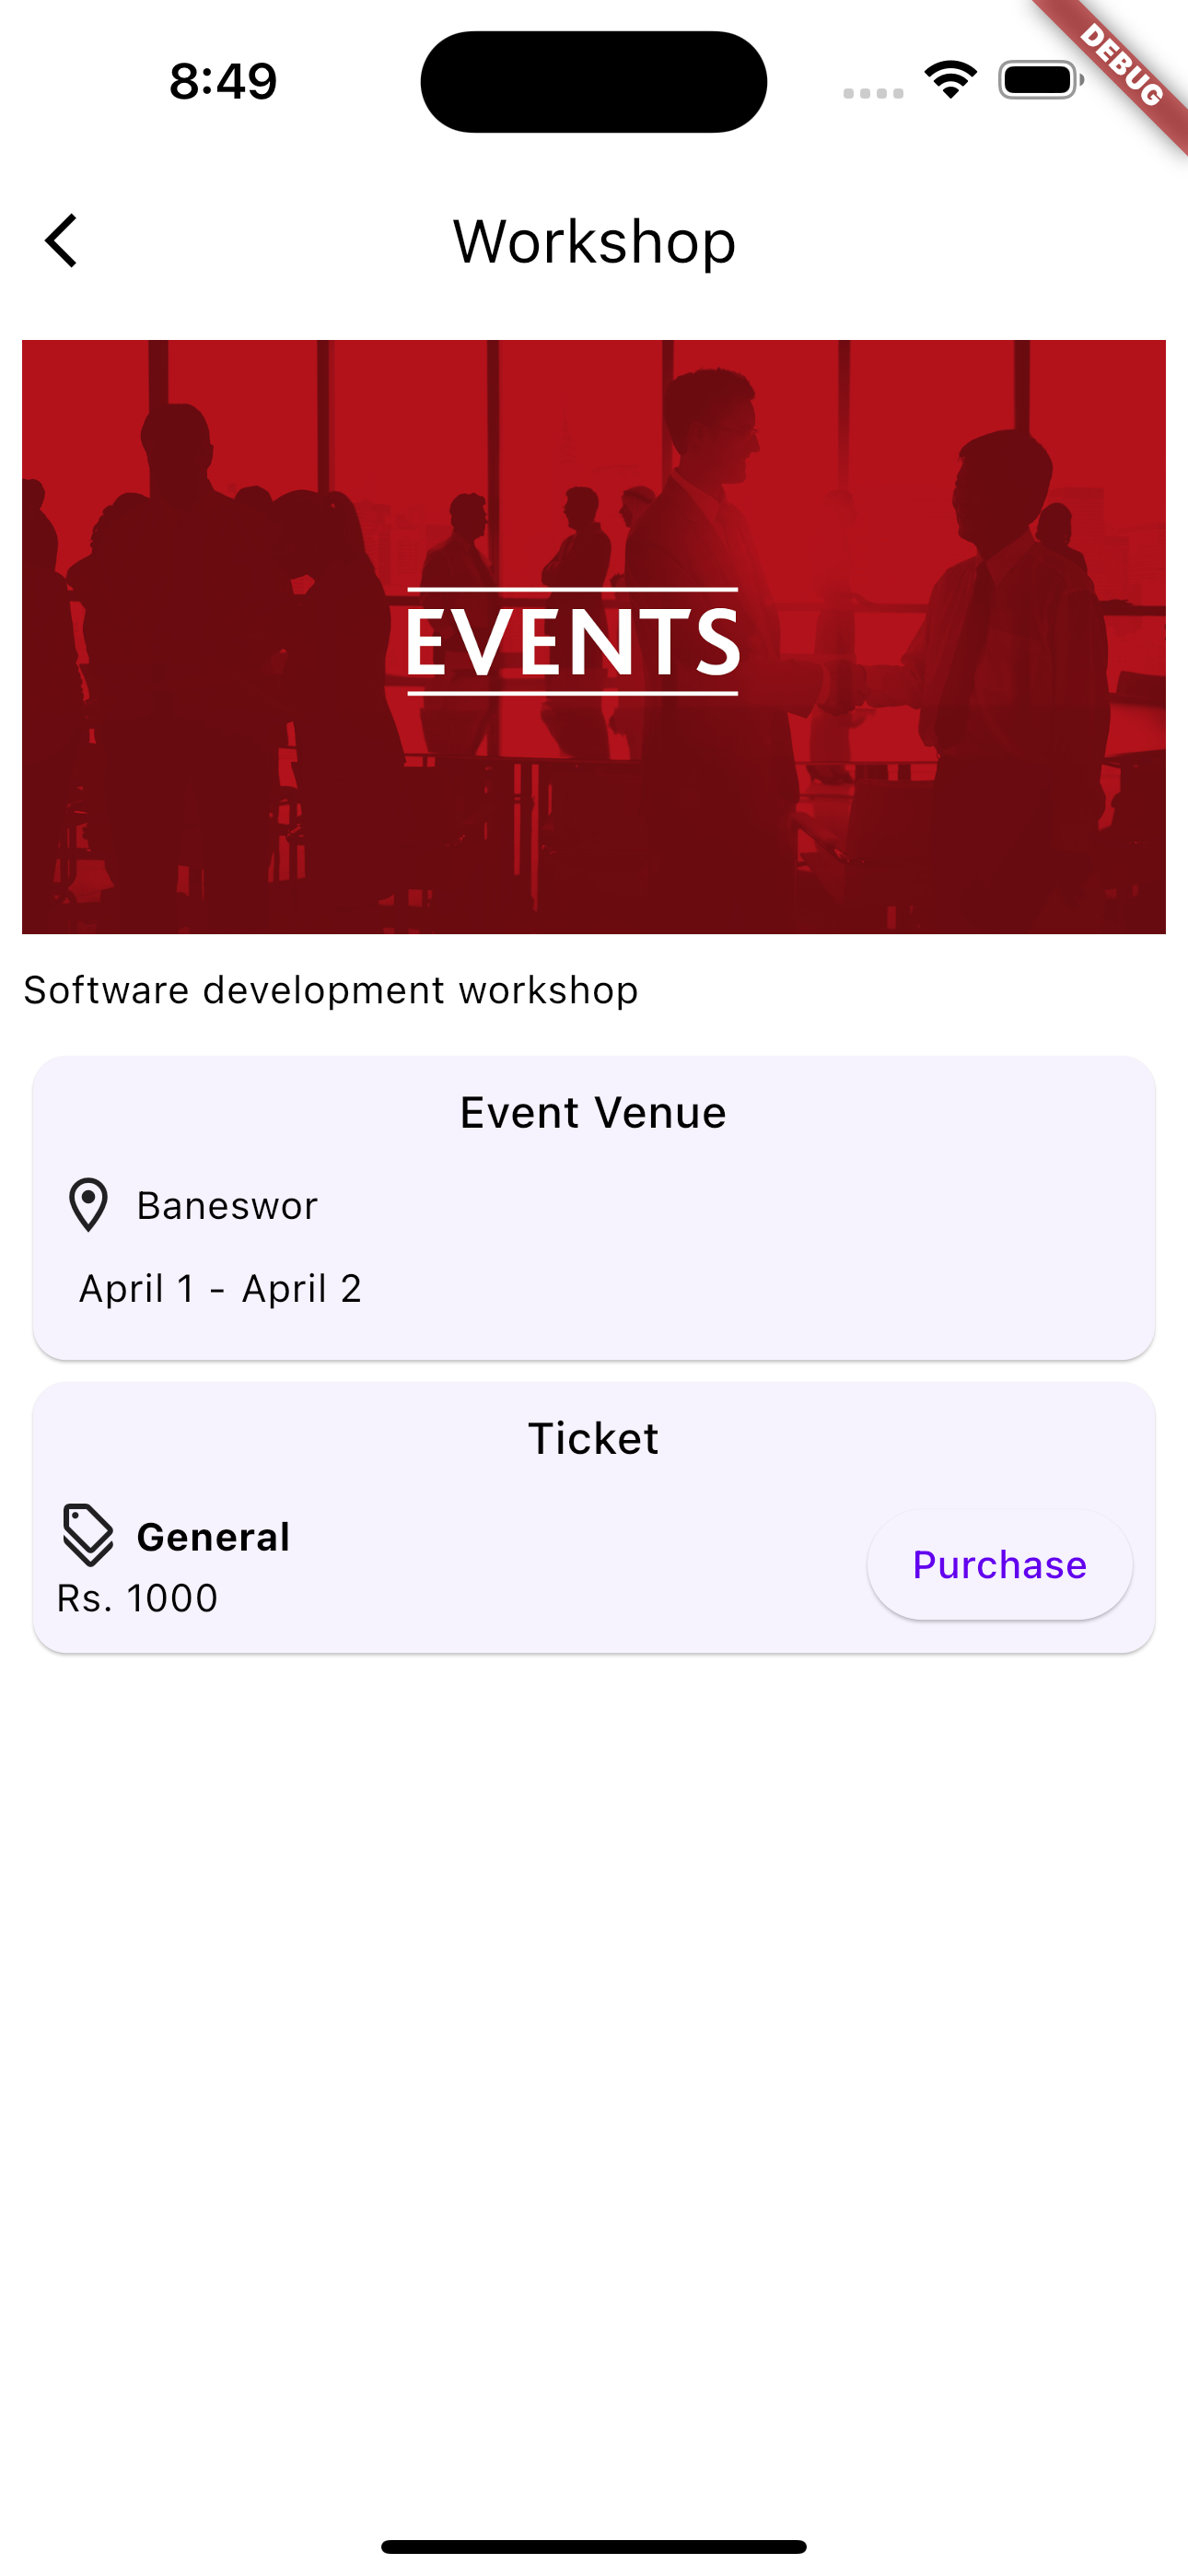 8:49
DEBUG
Workshop
EVENTS
Software development workshop
Event Venue
Baneswor
April 1 - April 2
Ticket
General
Rs. 1000
Purchase